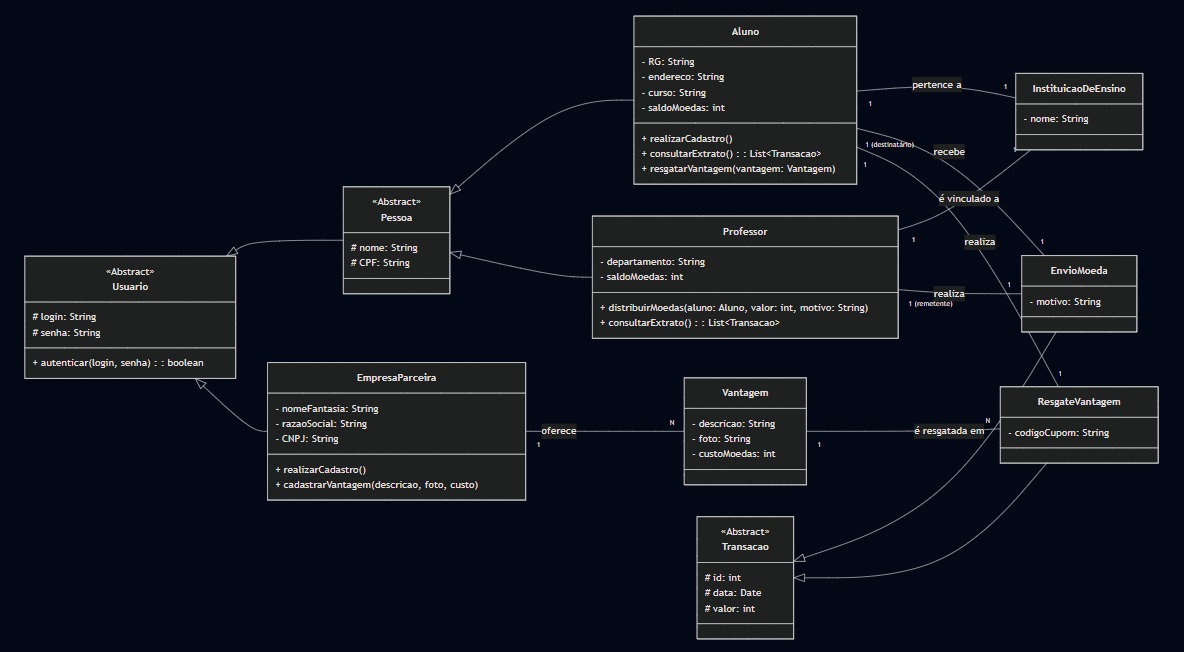 Aluno
- RG: String
- endereco: String
- curso: String
- saldoMoedas: int
+ realizarCadastro()
+ consultarExtrato() : : List<Transacao>
+ resgatarVantagem(vantagem: Vantagem)
pertence a
1
1
InstituicaoDeEnsino
- nome: String
1
1 (destinatário)
recebe
1
realiza
1
1
é vinculado a
1
«Abstract»
Pessoa
# nome: String
# CPF: String
Professor
- departamento: String
- saldoMoedas: int
+ distribuirMoedas(aluno: Aluno, valor: int, motivo: String)
+ consultarExtrato() : : List<Transacao>
realiza
1 (remetente)
1
EnvioMoeda
- motivo: String
«Abstract»
Usuario
# login: String
# senha: String
+ autenticar(login, senha) : : boolean
EmpresaParceira
- nomeFantasia: String
- razaoSocial: String
- CNPJ: String
+ realizarCadastro()
+ cadastrarVantagem(descricao, foto, custo)
oferece
1
N
Vantagem
- descricao: String
- foto: String
- custoMoedas: int
1
é resgatada em
N
ResgateVantagem
- codigoCupom: String
«Abstract»
Transacao
# id: int
# data: Date
# valor: int